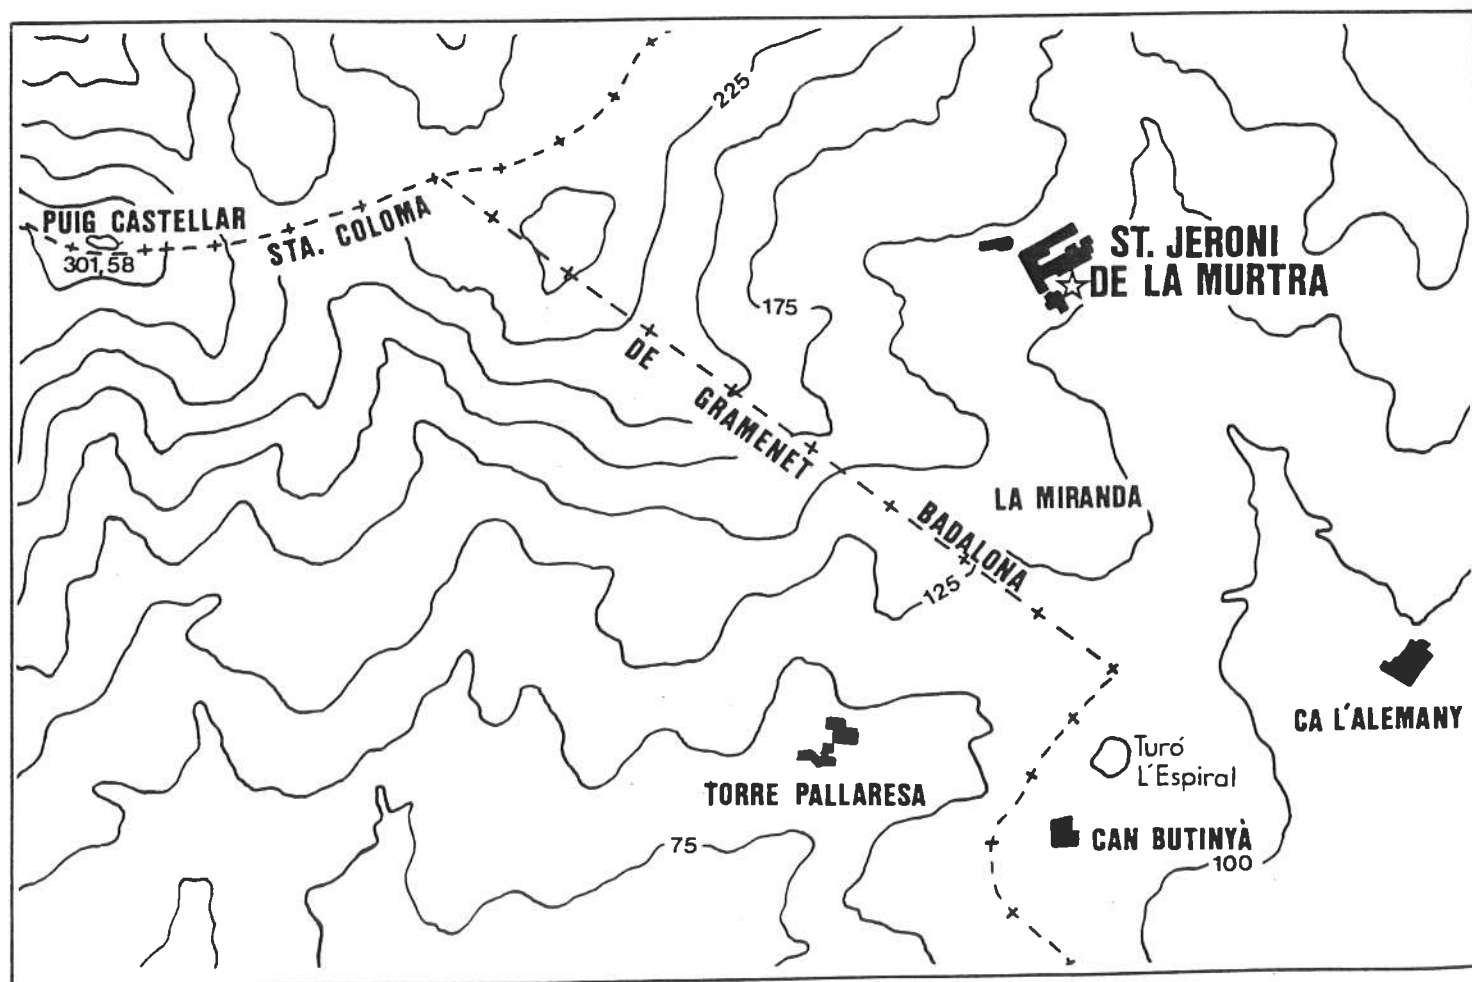 225
PUIG CASTELLAR
301,58
STA. COLOMA
ST. JERONI
DE LA MURTRA
175
DE
GRAMENET
LA MIRANDA
BADALONA
125
CA L'ALEMANY
Turó
L'Espiral
TORRE PALLARESA
CAN BUTINYÀ
75
100